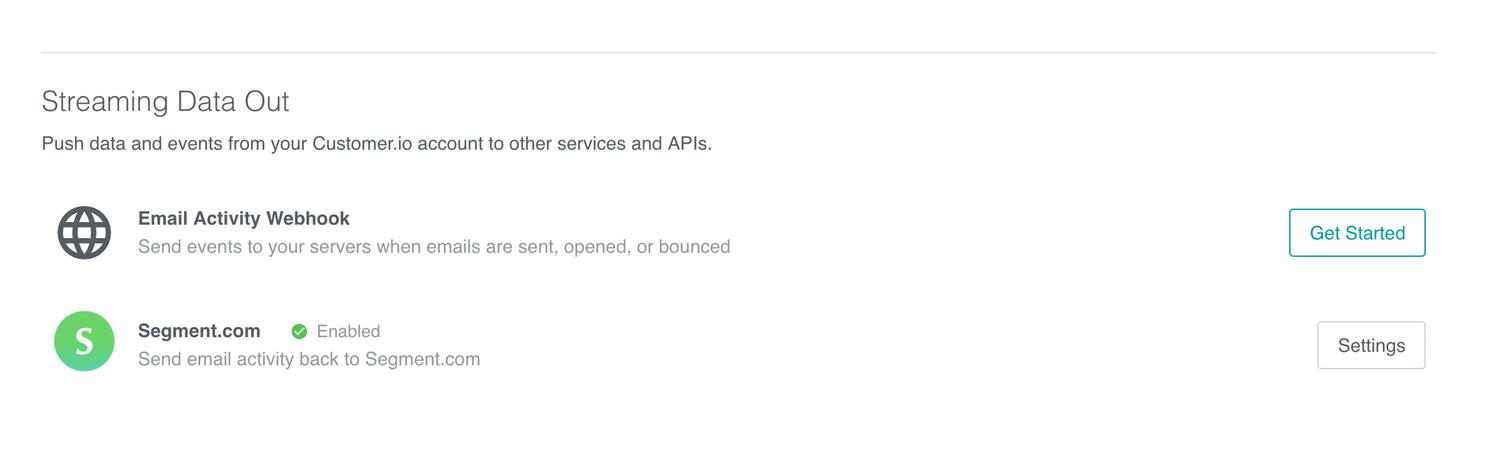 Streaming Data Out
Push data and events from your Customer.io account to other services and APIs.
Email Activity Webhook
Send events to your servers when emails are sent, opened, or bounced
Get Started
S
Segment.com Enabled
Send email activity back to Segment.com
Settings